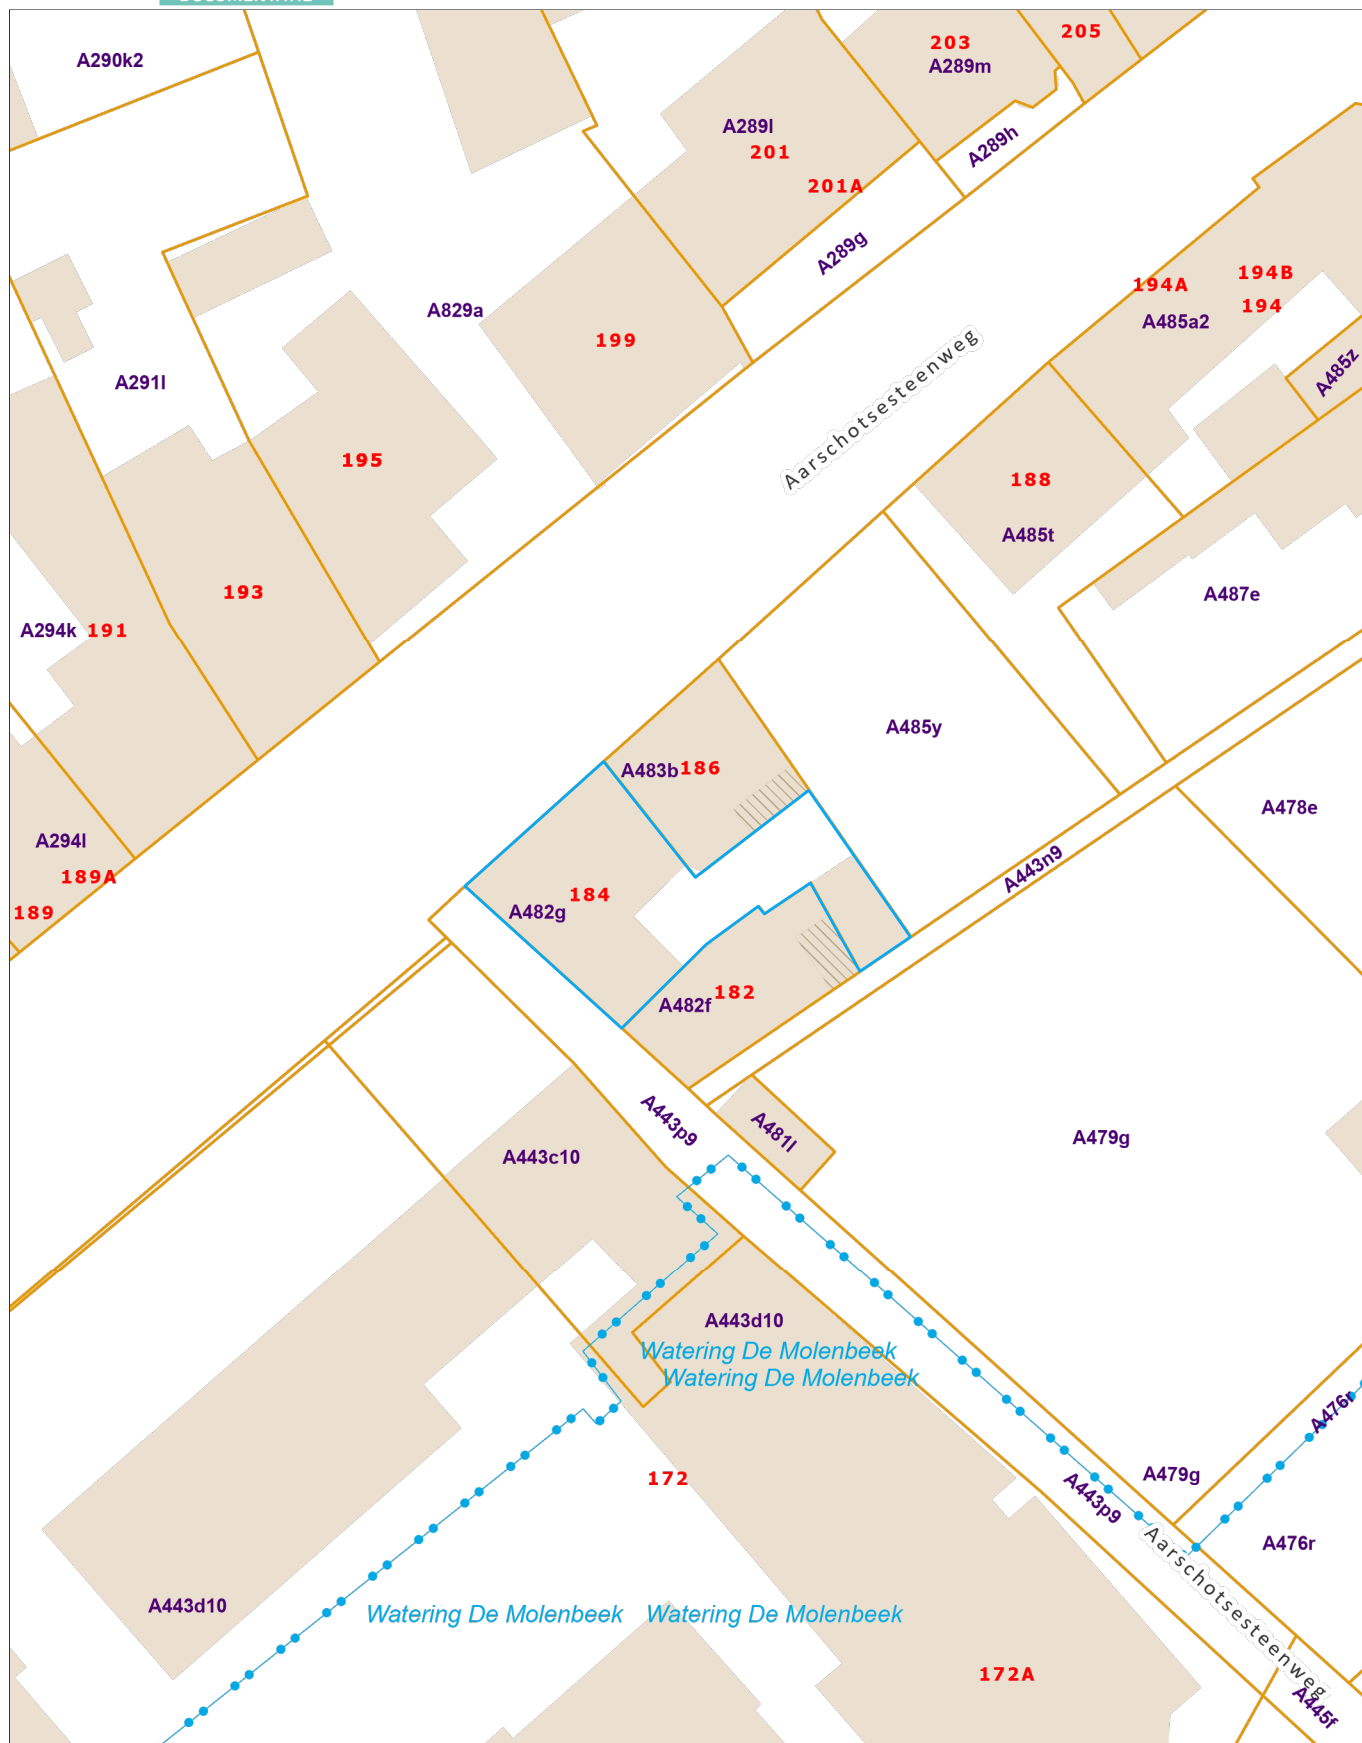 A290k2
203
205
A289m
A289l
201
201A
A289h
A289g
194A
194B
194
A485a2
A829a
199
A291l
A485z
Aarschotsesteenweg
195
188
A485t
193
A487e
A294k
191
A485y
A483b
186
A478e
A294l
189A
189
184
A482g
A443n9
182
A482f
A443p9
A481l
A479g
A443c10
A443d10
Watering De Molenbeek
Watering De Molenbeek
A476r
172
A479g
A443p9
A476r
Aarschotsesteenweg
A443d10
Watering De Molenbeek
Watering De Molenbeek
172A
A445f